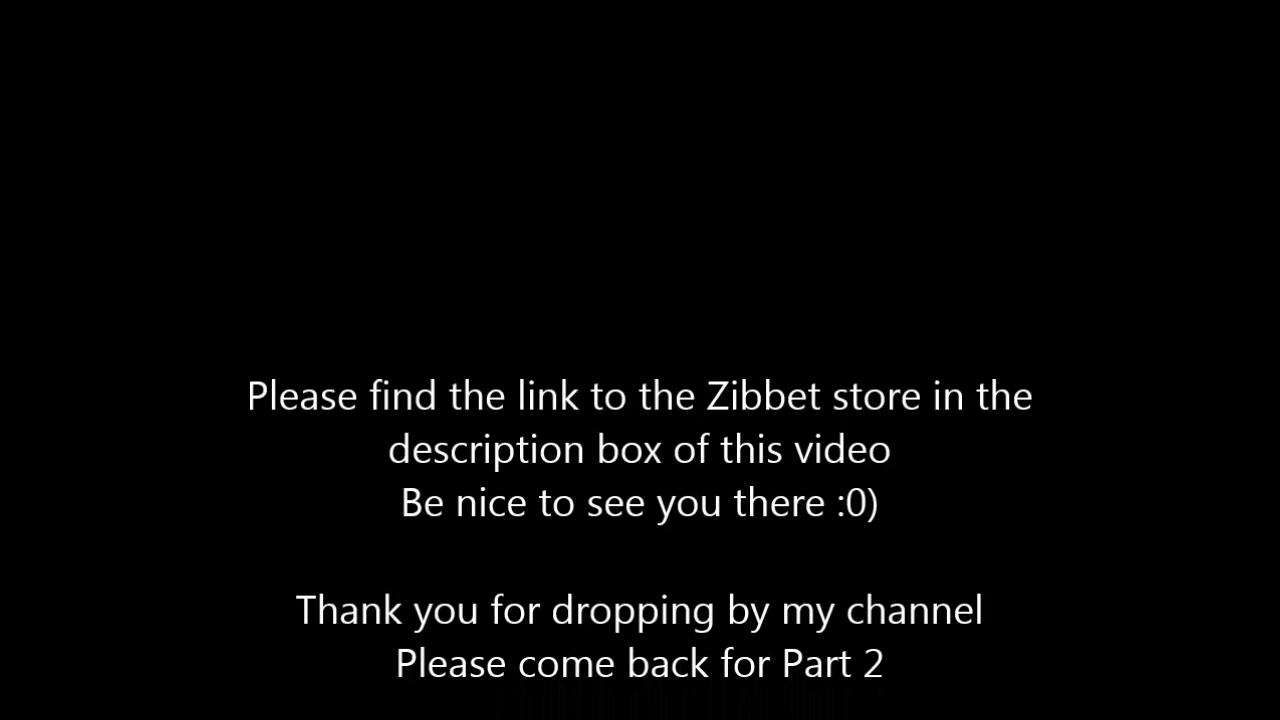 Please find the link to the Zibbet store in the
description box of this video
Be nice to see you there :0)
Thank you for dropping by my channel
Please come back for Part 2